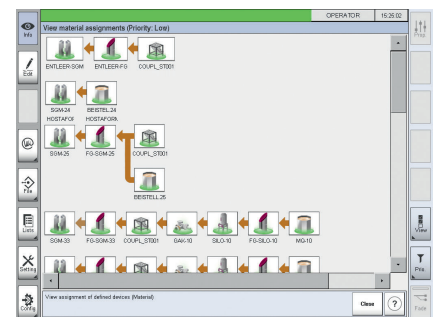 OPERATOR 15:26:02
Info
View material assignments (Priority: Low)
Prop.
ENTLEER-SGM ENTLEER-FG COUPL_ST001
Edit
SGM-24 BEISTEL.24
HOSTAFOR HOSTAFORM
SGM-25 FG-SGM-25 COUPL_ST001
File
BEISTELL.25
Lists
View
SGM-33 FG-SGM-33 COUPL_ST001 GAK-10 SILO-10 FG-SILO-10 MG-10
Setting
Prio.
View assignment of defined devices (Material)
Close ?
Config